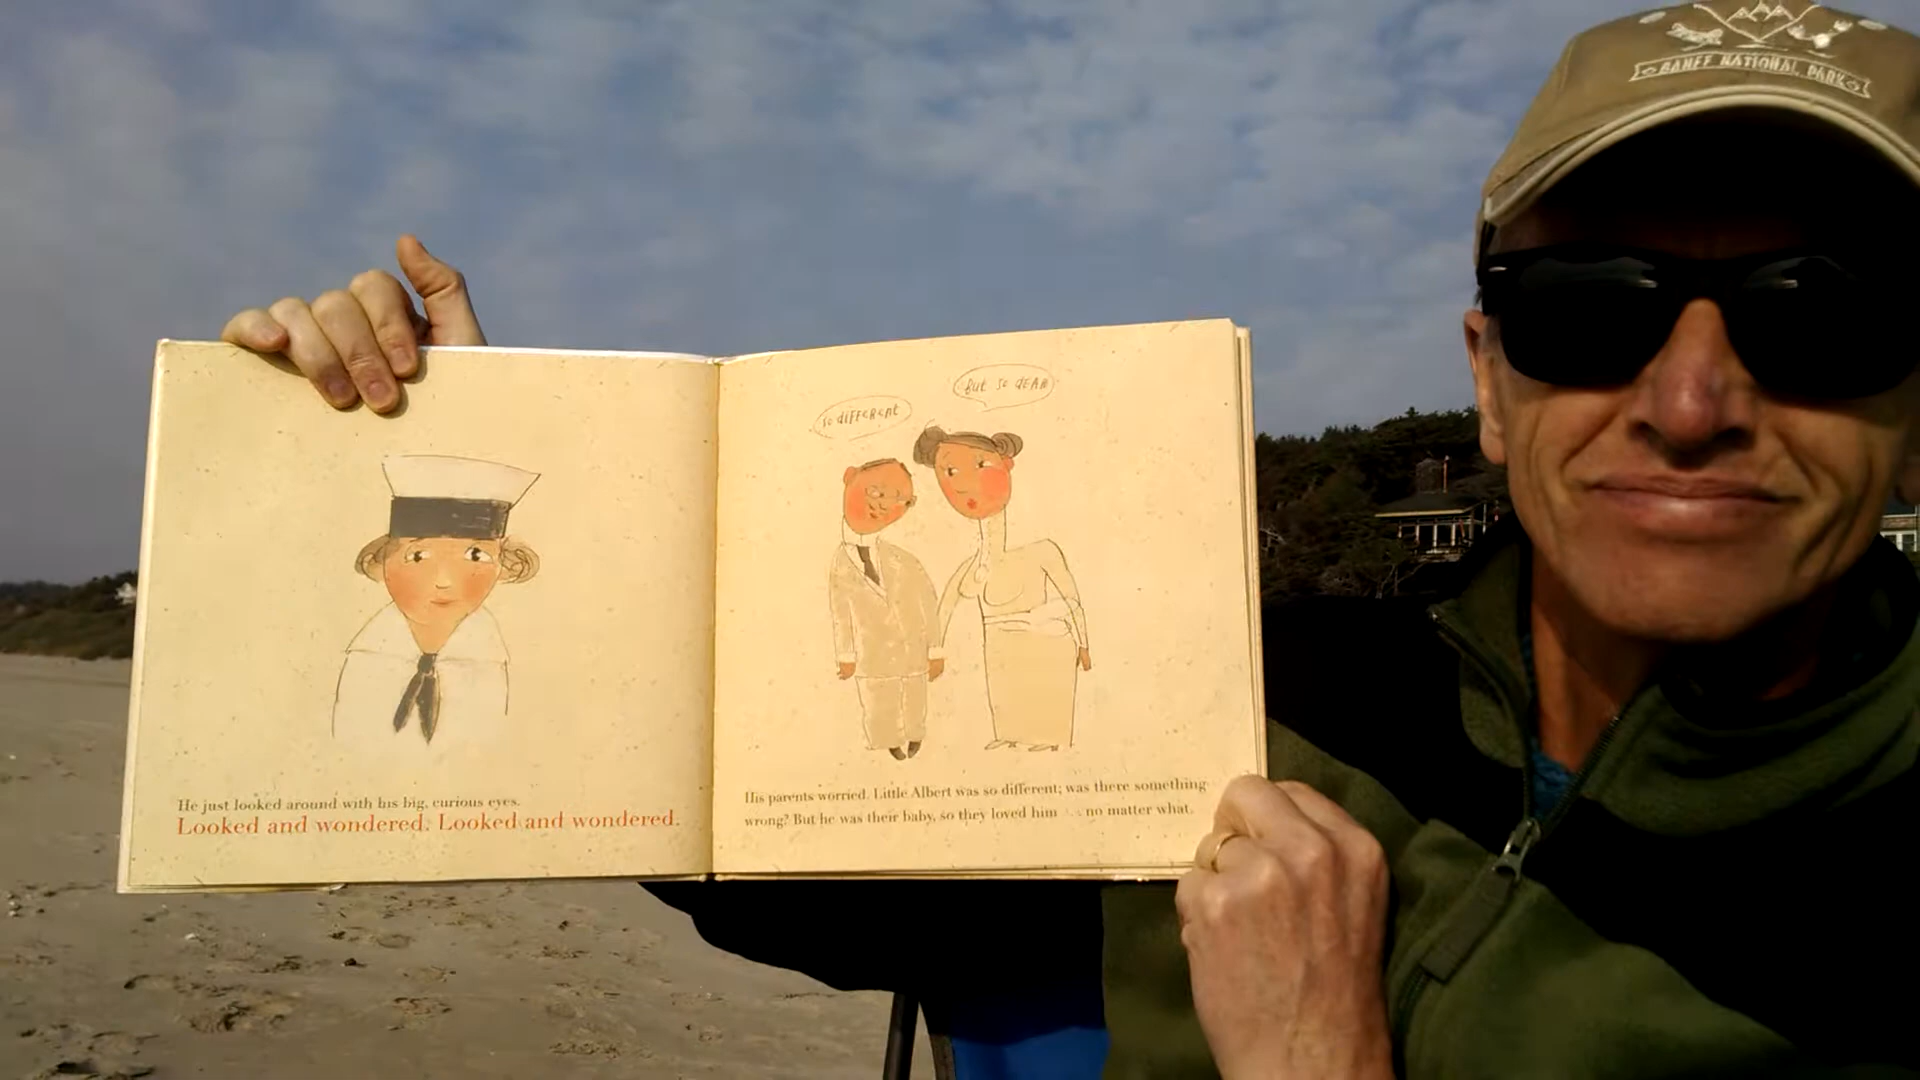 BANFF NATIONAL PARK
He just looked around with his big, curious eyes.
Looked and wondered. Looked and wondered.
so diFFERent
But so dEAR
His parents worried. Little Albert was so different; was there something
wrong? But he was their baby, so they loved him . . . no matter what.